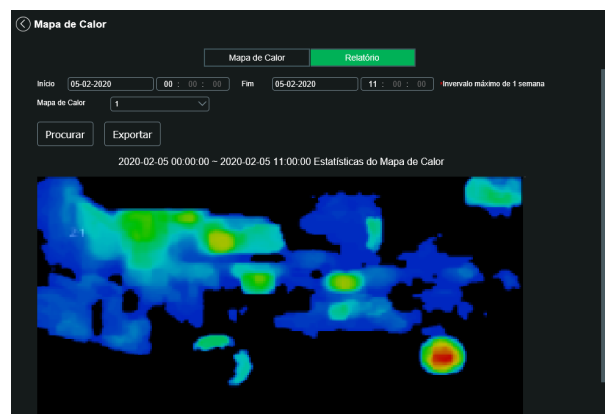 Mapa de Calor
Mapa de Calor Relatório
Início 05-02-2020 00 : 00 : 00 Fim 05-02-2020 11 : 00 : 00 *Invervalo máximo de 1 semana
Mapa de Calor 1
Procurar Exportar
2020-02-05 00:00:00 ~ 2020-02-05 11:00:00 Estatísticas do Mapa de Calor
21